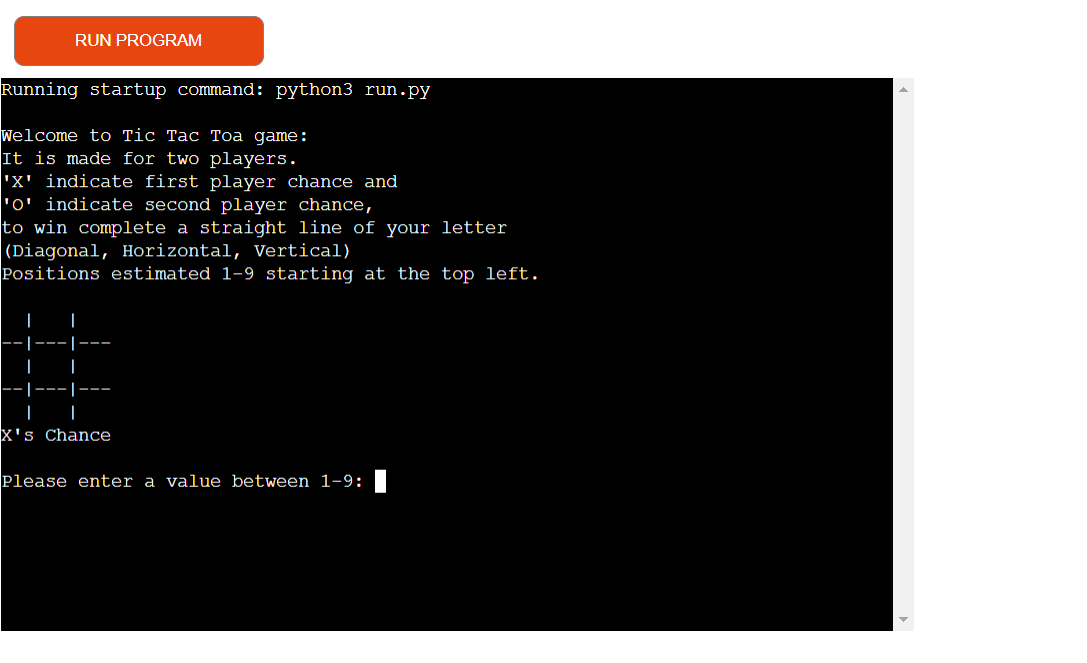 RUN PROGRAM
Running startup command: python3 run.py
Welcome to Tic Tac Toa game:
It is made for two players.
'X' indicate first player chance and
'O' indicate second player chance,
to win complete a straight line of your letter
(Diagonal, Horizontal, Vertical)
Positions estimated 1-9 starting at the top left.
  |   |
--|---|---
  |   |
--|---|---
  |   |
X's Chance
Please enter a value between 1-9: